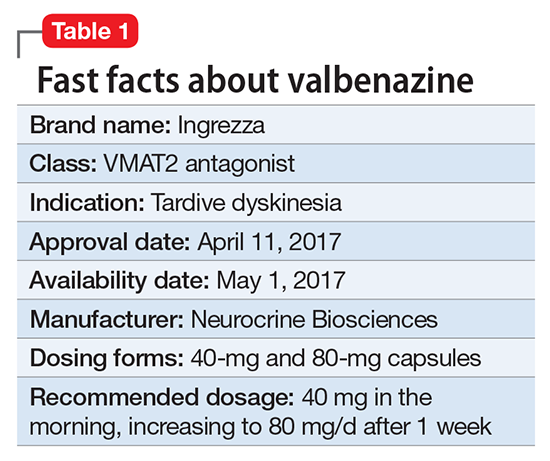 Table 1
Fast facts about valbenazine
Brand name: Ingrezza
Class: VMAT2 antagonist
Indication: Tardive dyskinesia
Approval date: April 11, 2017
Availability date: May 1, 2017
Manufacturer: Neurocrine Biosciences
Dosing forms: 40-mg and 80-mg capsules
Recommended dosage: 40 mg in the
morning, increasing to 80 mg/d after 1 week